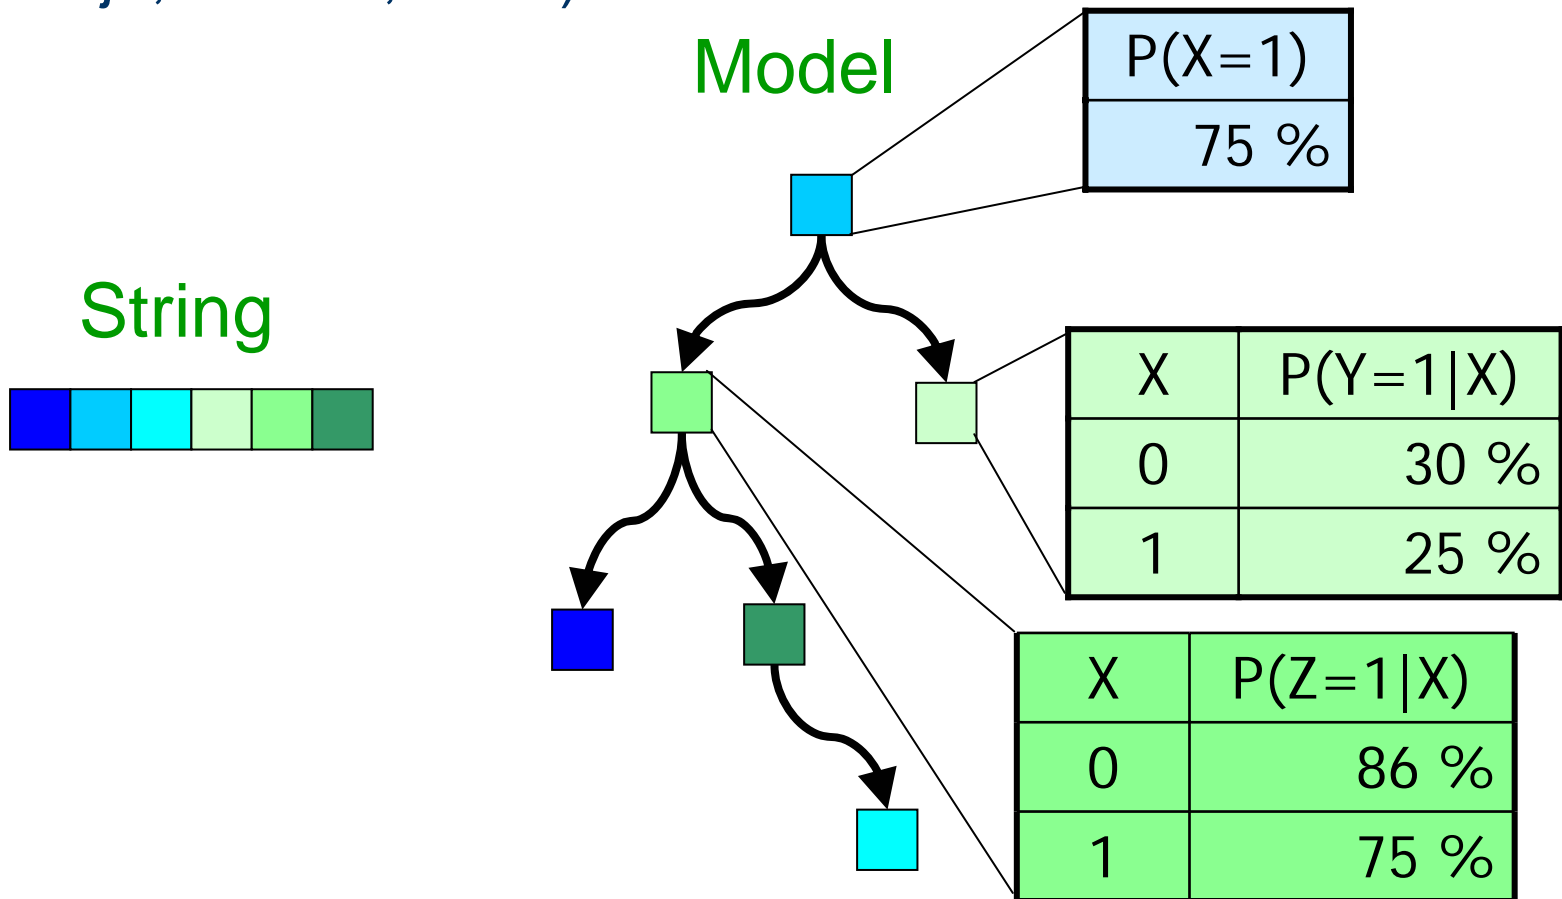 Model
P(X=1)
75 %
String
X P(Y=1|X)
0 30 %
1 25 %
X P(Z=1|X)
0 86 %
1 75 %